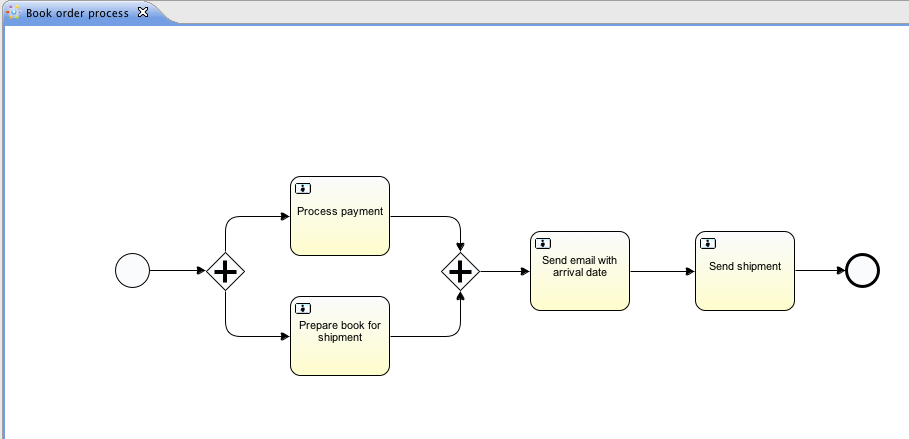 Book order process
Process payment
Prepare book for
shipment
Send email with
arrival date
Send shipment